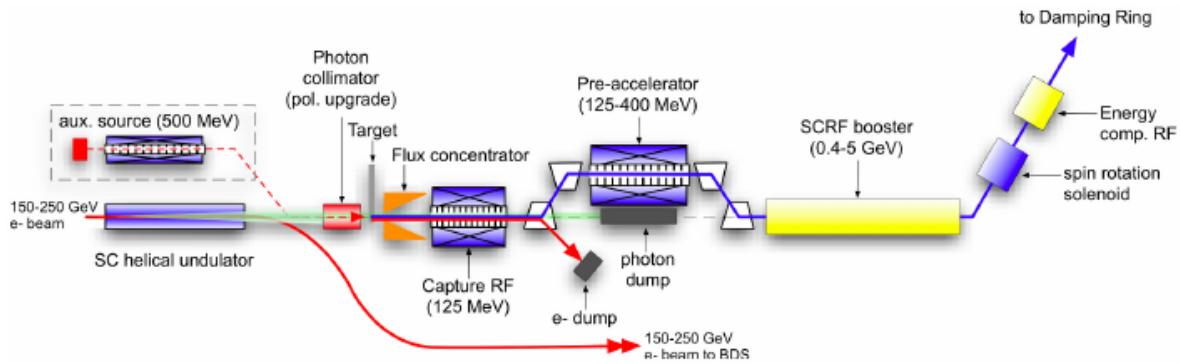 to Damping Ring
Photon
collimator
(pol. upgrade)
Pre-accelerator
(125-400 MeV)
aux. source (500 MeV)
Target
Flux concentrator
SCRF booster
(0.4-5 GeV)
Energy
comp. RF
spin rotation
solenoid
150-250 GeV
e- beam
SC helical undulator
Capture RF
(125 MeV)
photon
dump
e- dump
150-250 GeV
e- beam to BDS